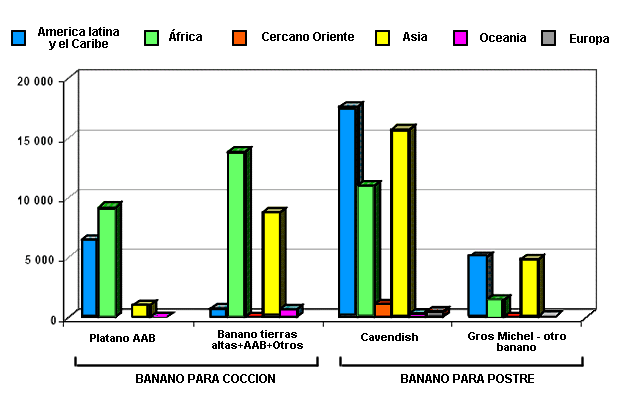 America latina
y el Caribe
África
Cercano Oriente
Asia
Oceania
Europa
20 000
15 000
10 000
5 000
0
Platano AAB
Banano tierras
altas+AAB+Otros
Cavendish
Gros Michel - otro
banano
BANANO PARA COCCION
BANANO PARA POSTRE